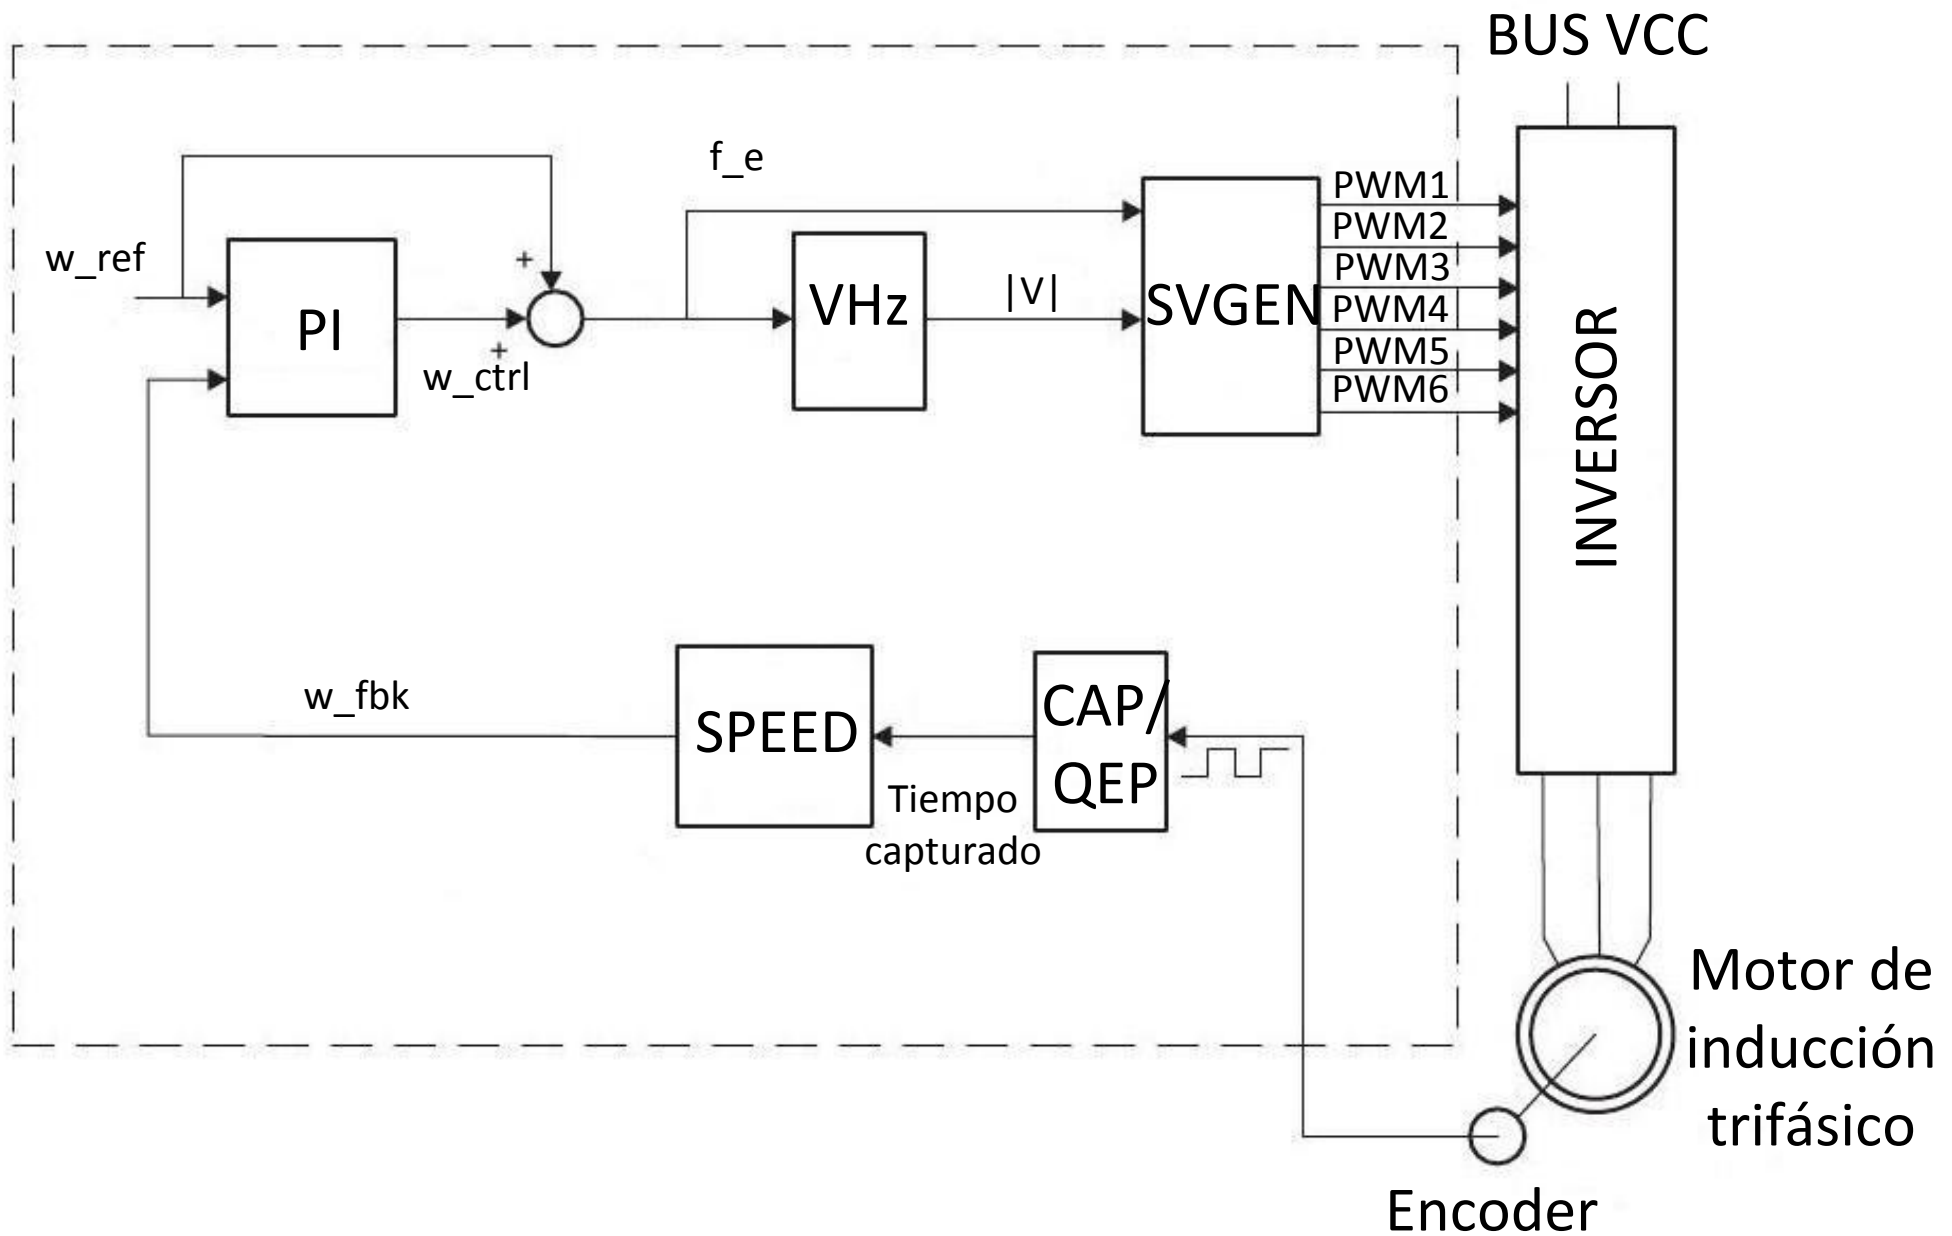 BUS VCC
f_e
w_ref
+
PI
+
w_ctrl
VHz
|V|
SVGEN
PWM1
PWM2
PWM3
PWM4
PWM5
PWM6
INVERSOR
w_fbk
SPEED
Tiempo
capturado
CAP/
QEP
Motor de
inducción
trifásico
Encoder